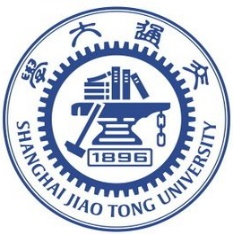 交通大學
1896
SHANGHAI JIAO TONG UNIVERSITY